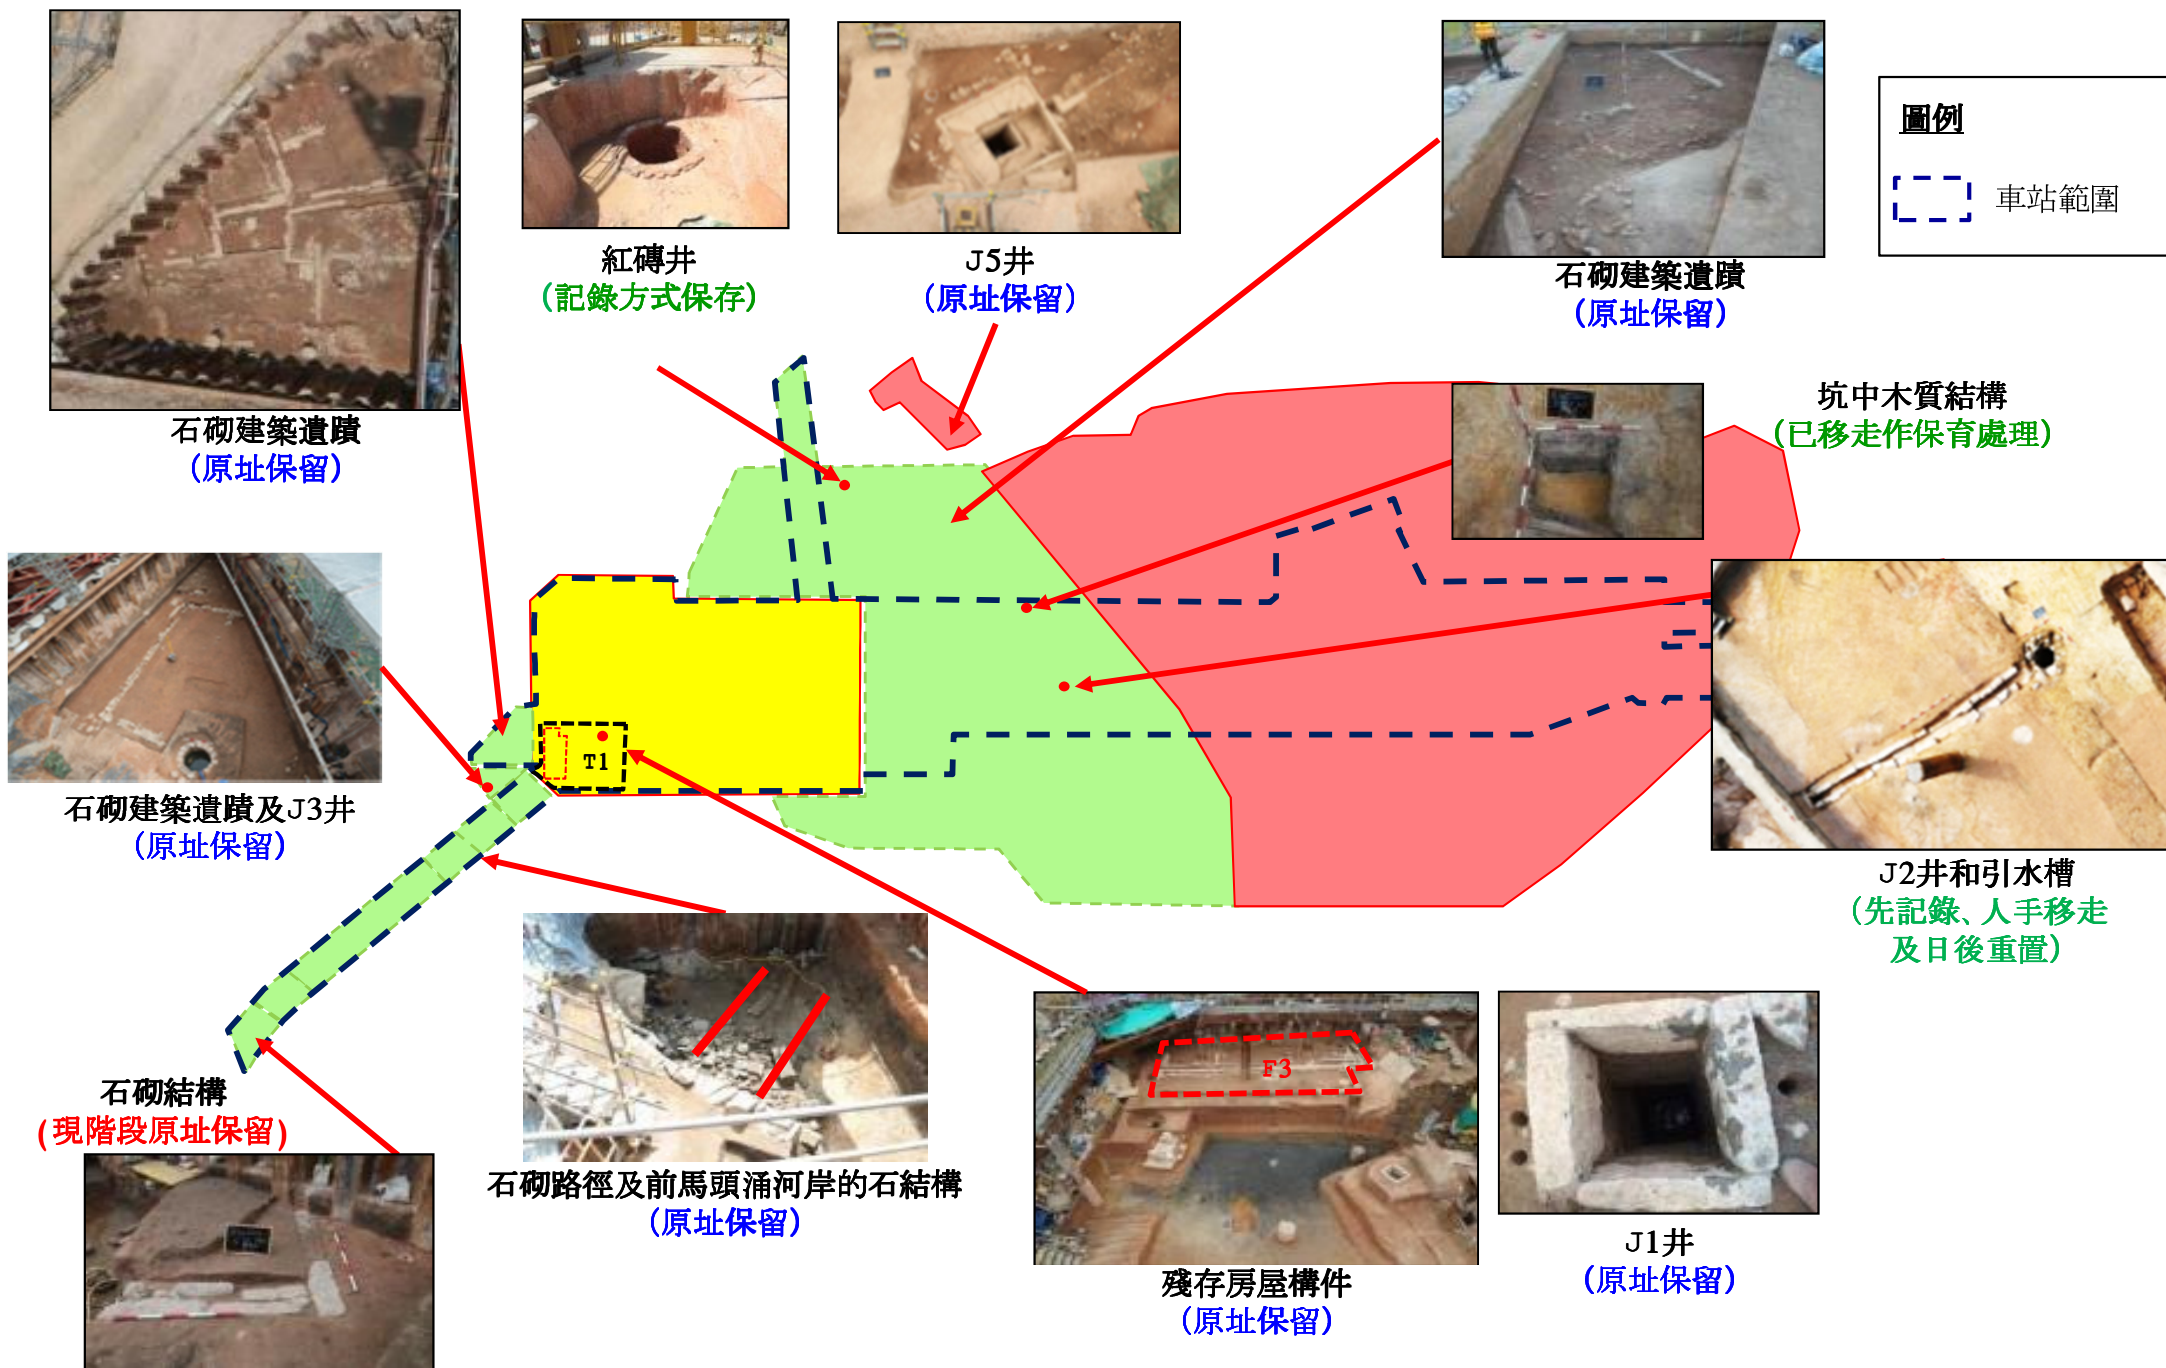 圖例
車站範圍
石砌建築遺蹟
(原址保留)
紅磚井
(記錄方式保存)
J5井
(原址保留)
石砌建築遺蹟
(原址保留)
坑中木質結構
(已移走作保育處理)
石砌建築遺蹟及J3井
(原址保留)
T1
J2井和引水槽
(先記錄、人手移走
及日後重置)
石砌結構
(現階段原址保留)
石砌路徑及前馬頭涌河岸的石結構
(原址保留)
F3
殘存房屋構件
(原址保留)
J1井
(原址保留)